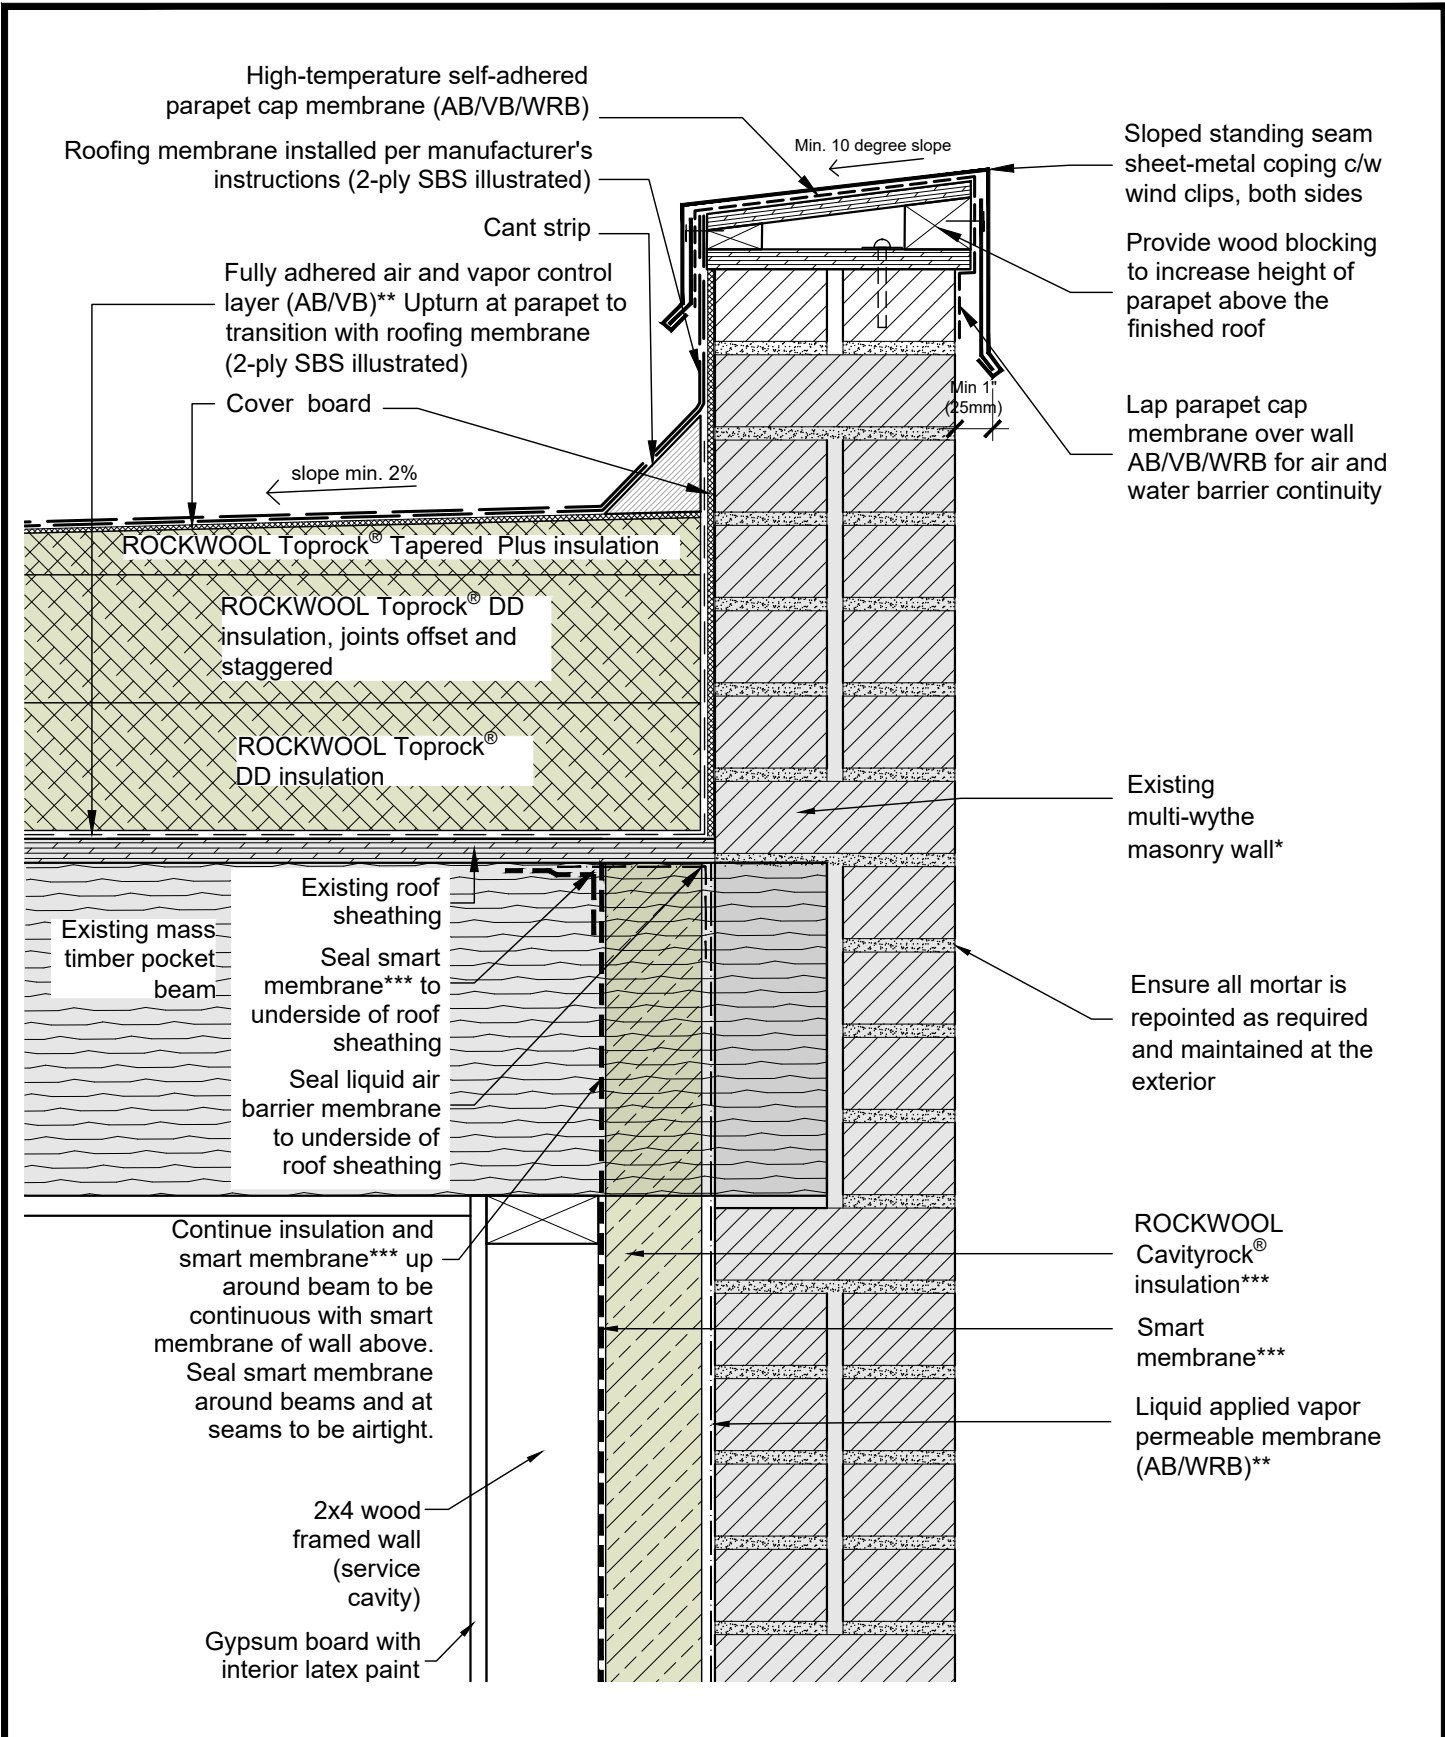 High-temperature self-adhered
parapet cap membrane (AB/VB/WRB)
Roofing membrane installed per manufacturer's
instructions (2-ply SBS illustrated)
Cant strip
Fully adhered air and vapor control
layer (AB/VB)** Upturn at parapet to
transition with roofing membrane
(2-ply SBS illustrated)
Cover board
slope min. 2%
Min. 10 degree slope
Sloped standing seam
sheet-metal coping c/w
wind clips, both sides
Provide wood blocking
to increase height of
parapet above the
finished roof
Min 1"
(25mm)
Lap parapet cap
membrane over wall
AB/VB/WRB for air and
water barrier continuity
ROCKWOOL Toprock® Tapered Plus insulation
ROCKWOOL Toprock® DD
insulation, joints offset and
staggered
ROCKWOOL Toprock®
DD insulation
Existing
multi-wythe
masonry wall*
Existing roof
sheathing
Existing mass
timber pocket
beam
Seal smart
membrane*** to
underside of roof
sheathing
Seal liquid air
barrier membrane
to underside of
roof sheathing
Ensure all mortar is
repointed as required
and maintained at the
exterior
Continue insulation and
smart membrane*** up
around beam to be
continuous with smart
membrane of wall above.
Seal smart membrane
around beams and at
seams to be airtight.
ROCKWOOL
Cavityrock®
insulation***
Smart
membrane***
Liquid applied vapor
permeable membrane
(AB/WRB)**
2x4 wood
framed wall
(service
cavity)
Gypsum board with
interior latex paint